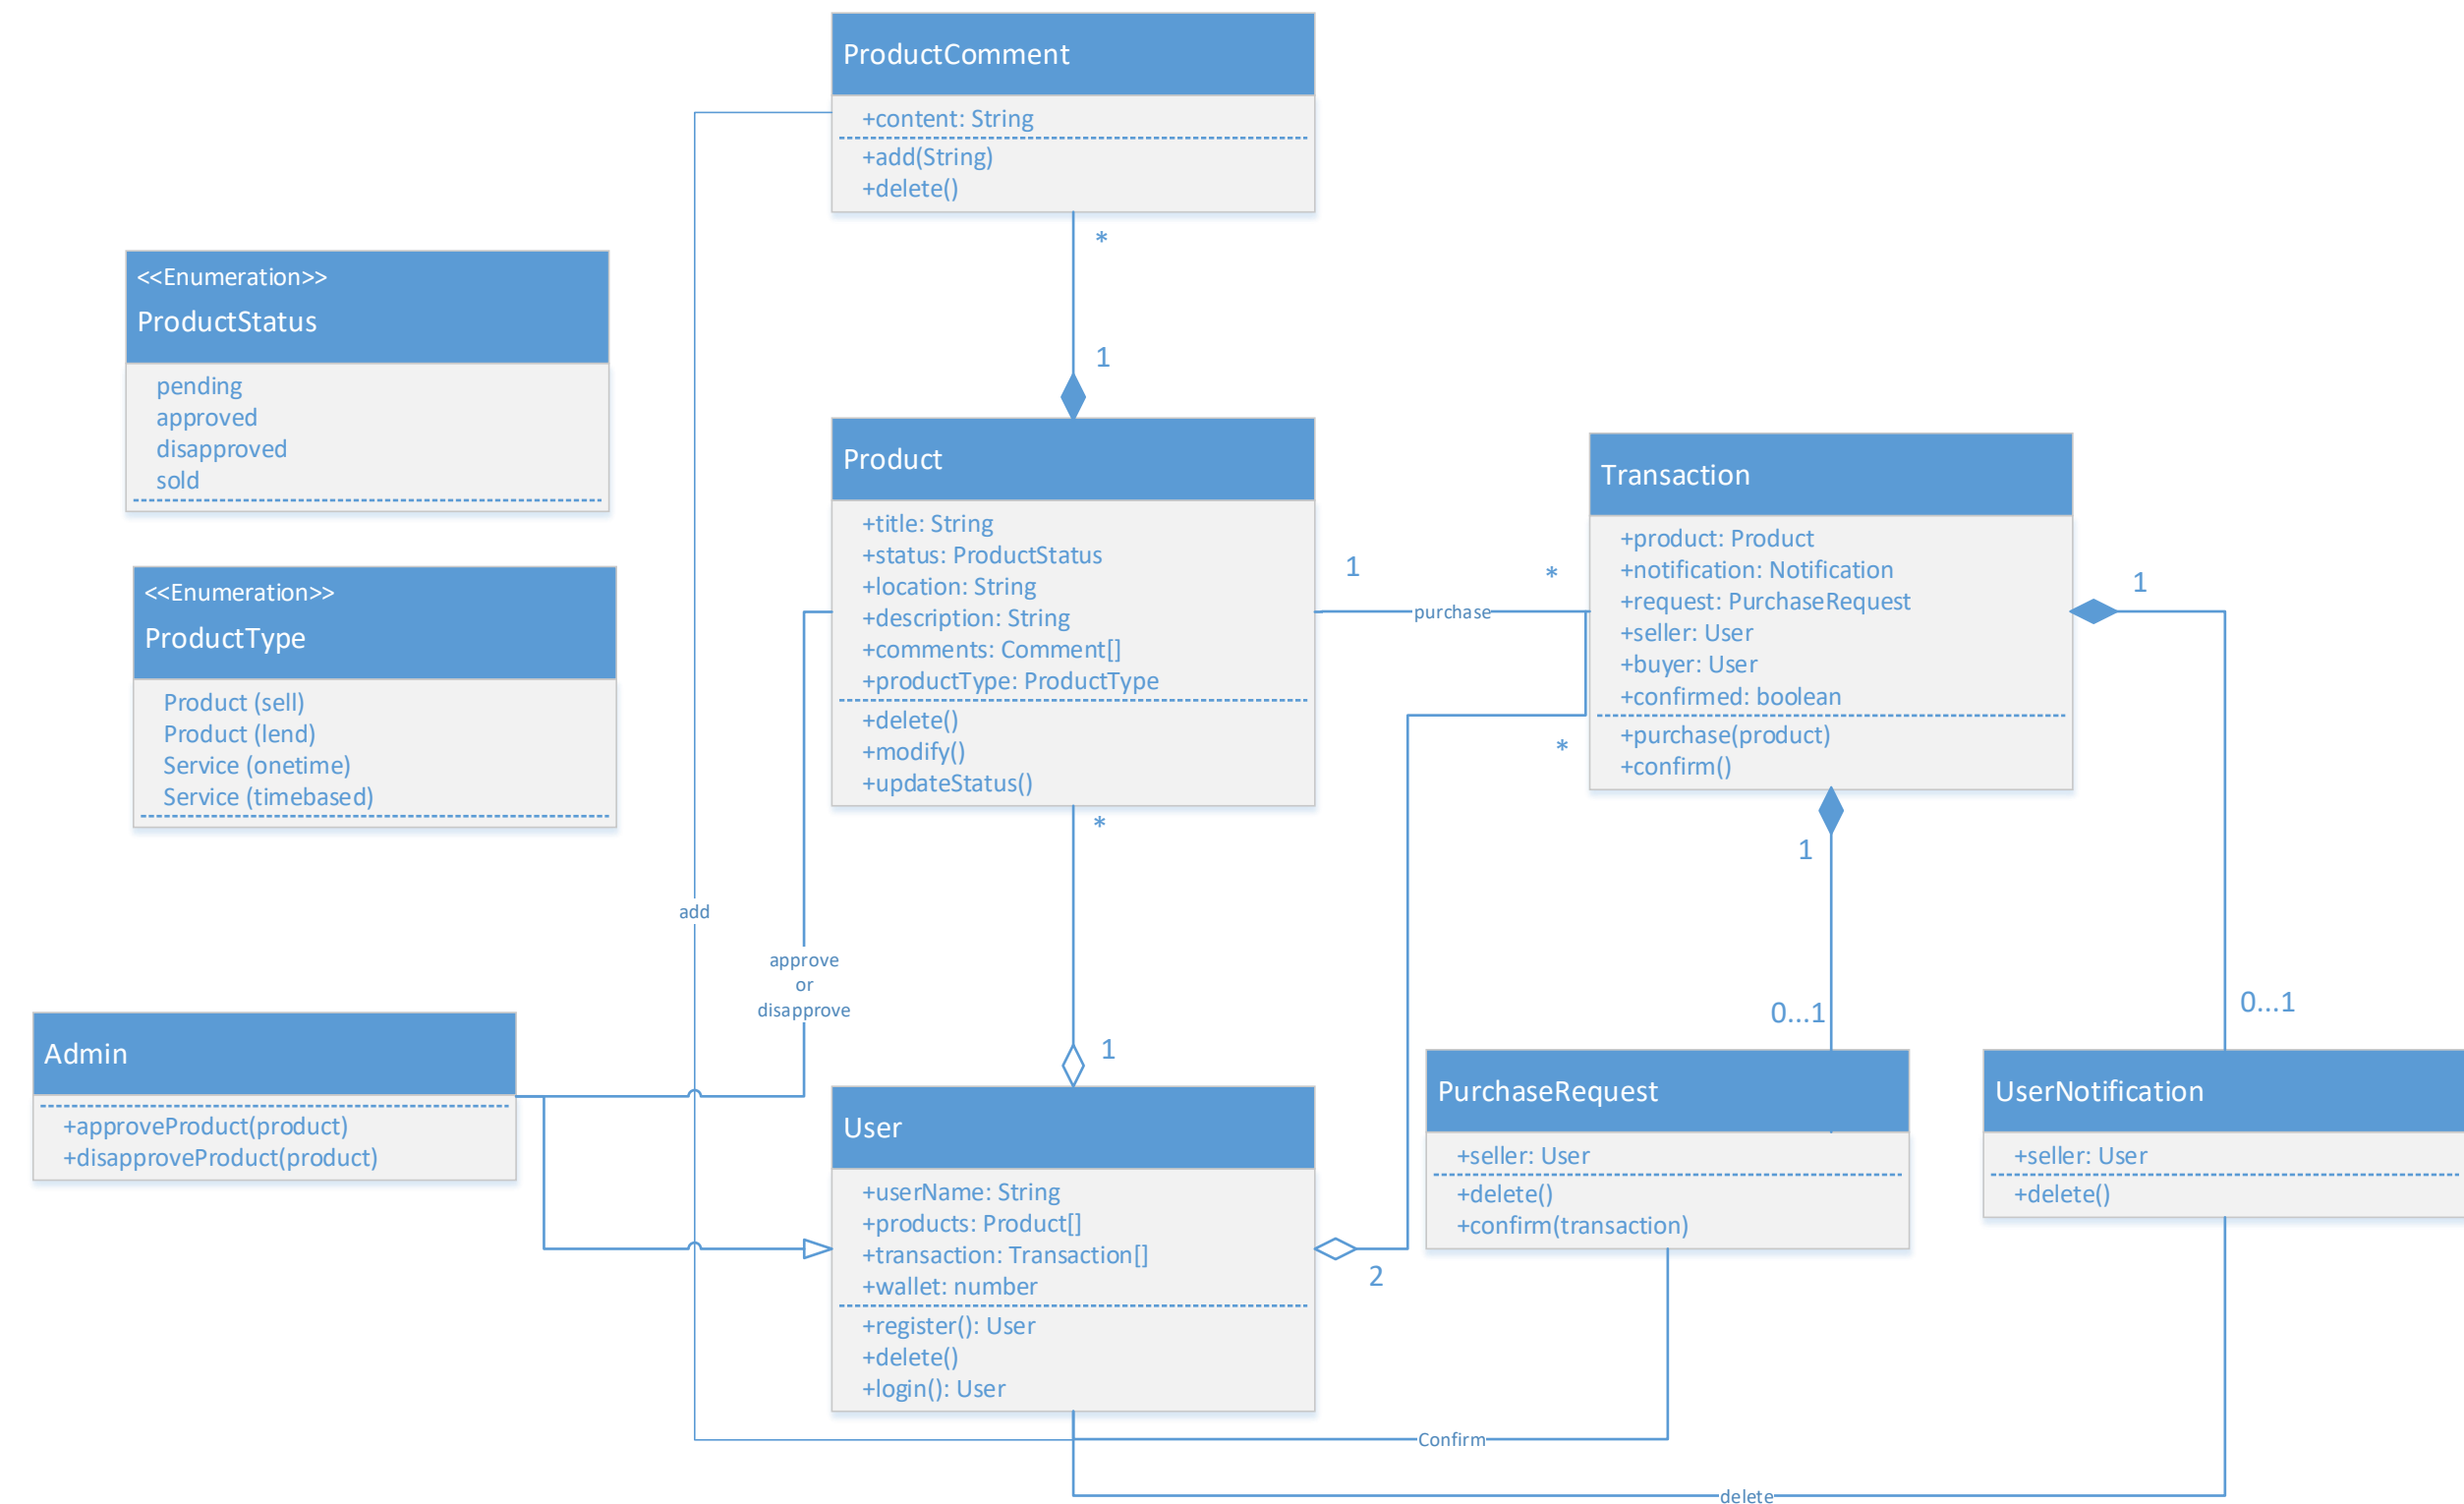 ProductComment
+content: String
+add(String)
+delete()
*
1
<<Enumeration>>
ProductStatus
pending
approved
disapproved
sold
<<Enumeration>>
ProductType
Product (sell)
Product (lend)
Service (onetime)
Service (timebased)
Product
+title: String
+status: ProductStatus
+location: String
+description: String
+comments: Comment[]
+productType: ProductType
+delete()
+modify()
+updateStatus()
1
*
purchase
*
Transaction
+product: Product
+notification: Notification
+request: PurchaseRequest
+seller: User
+buyer: User
+confirmed: boolean
+purchase(product)
+confirm()
1
1
*
add
approve
or
disapprove
1
0...1
0...1
Admin
+approveProduct(product)
+disapproveProduct(product)
User
+userName: String
+products: Product[]
+transaction: Transaction[]
+wallet: number
+register(): User
+delete()
+login(): User
2
PurchaseRequest
+seller: User
+delete()
+confirm(transaction)
UserNotification
+seller: User
+delete()
Confirm
delete